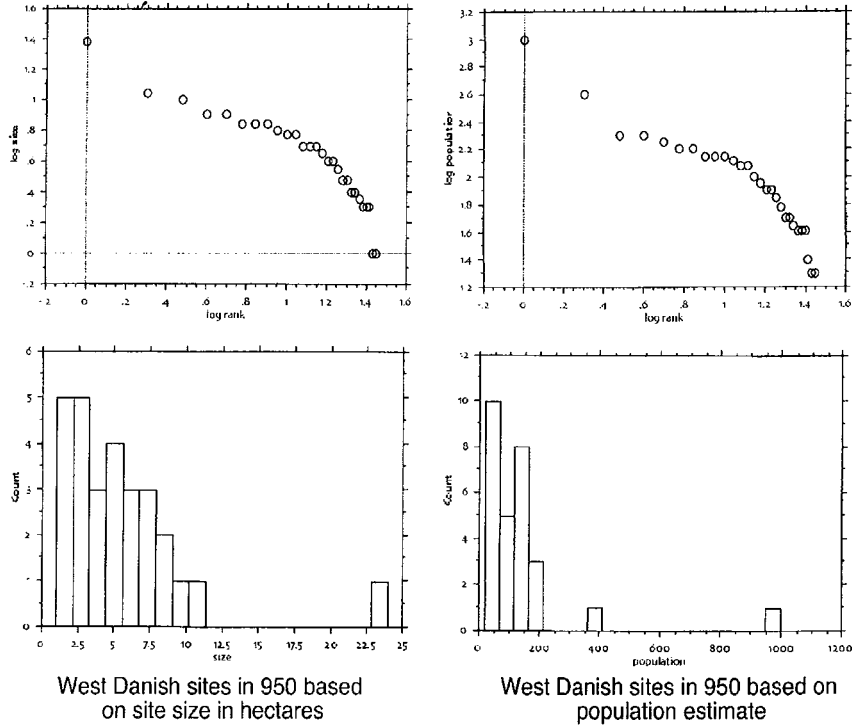 1.6
1.4
1.2
1
.8
.6
.4
.2
0
-.2
log size
-.2 0 .2 .4 .6 .8 1 1.2 1.4 1.6
log rank
3.2
3
2.8
2.6
2.4
2.2
2
1.8
1.6
1.4
1.2
log population
-.2 0 .2 .4 .6 .8 1 1.2 1.4 1.6
log rank
6
5
4
3
2
1
0
Count
0 2.5 5 7.5 10 12.5 15 17.5 20 22.5 25
size
West Danish sites in 950 based
on site size in hectares
12
10
8
6
4
2
0
Count
0 200 400 600 800 1000 1200
population
West Danish sites in 950 based on
population estimate